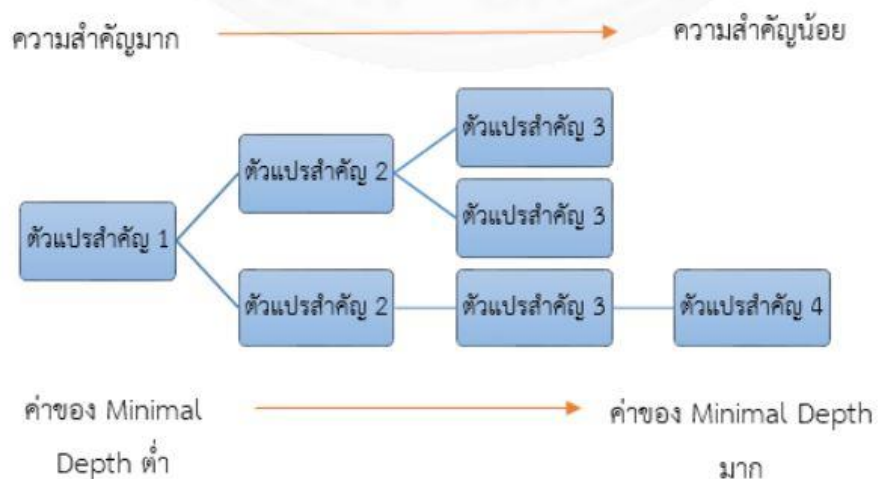 ความสำคัญมาก
ความสำคัญน้อย
ตัวแปรสำคัญ 3
ตัวแปรสำคัญ 2
ตัวแปรสำคัญ 3
ตัวแปรสำคัญ 1
ตัวแปรสำคัญ 2
ตัวแปรสำคัญ 3
ตัวแปรสำคัญ 4
ค่าของ Minimal
Depth ต่ำ
ค่าของ Minimal Depth
มาก